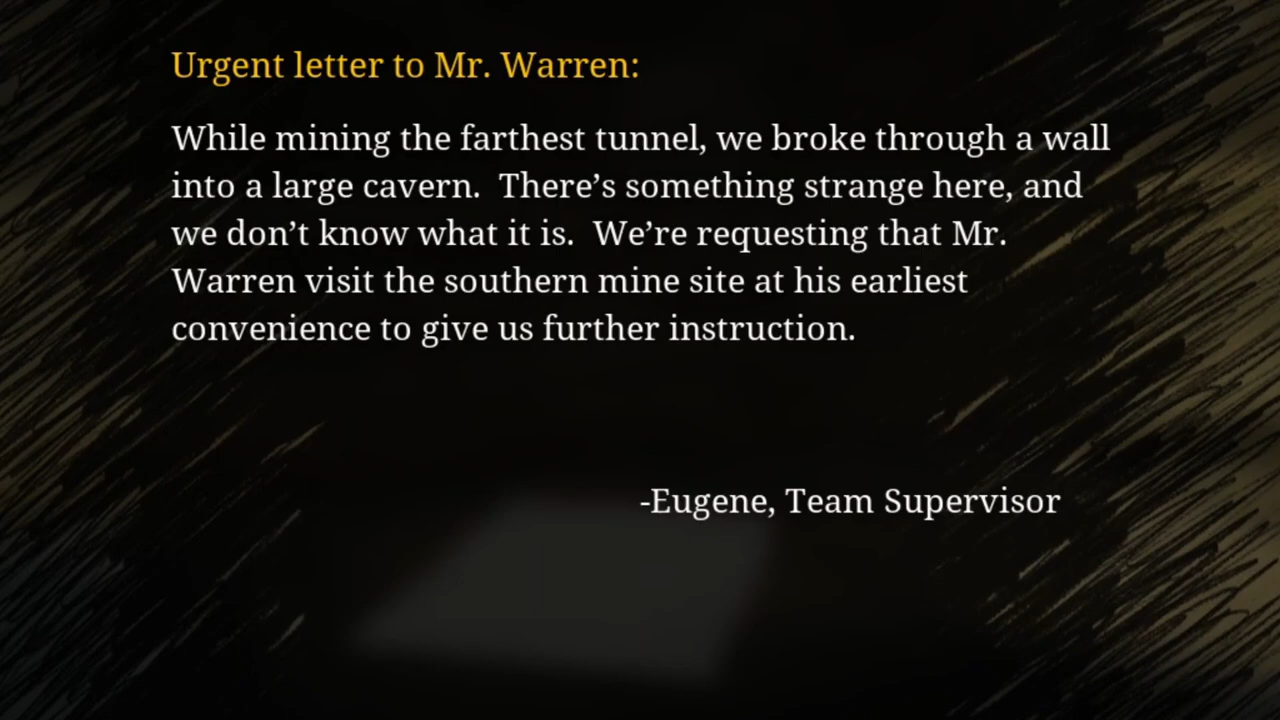 Urgent letter to Mr. Warren:
While mining the farthest tunnel, we broke through a wall
into a large cavern.  There’s something strange here, and
we don’t know what it is.  We’re requesting that Mr.
Warren visit the southern mine site at his earliest
convenience to give us further instruction.
-Eugene, Team Supervisor